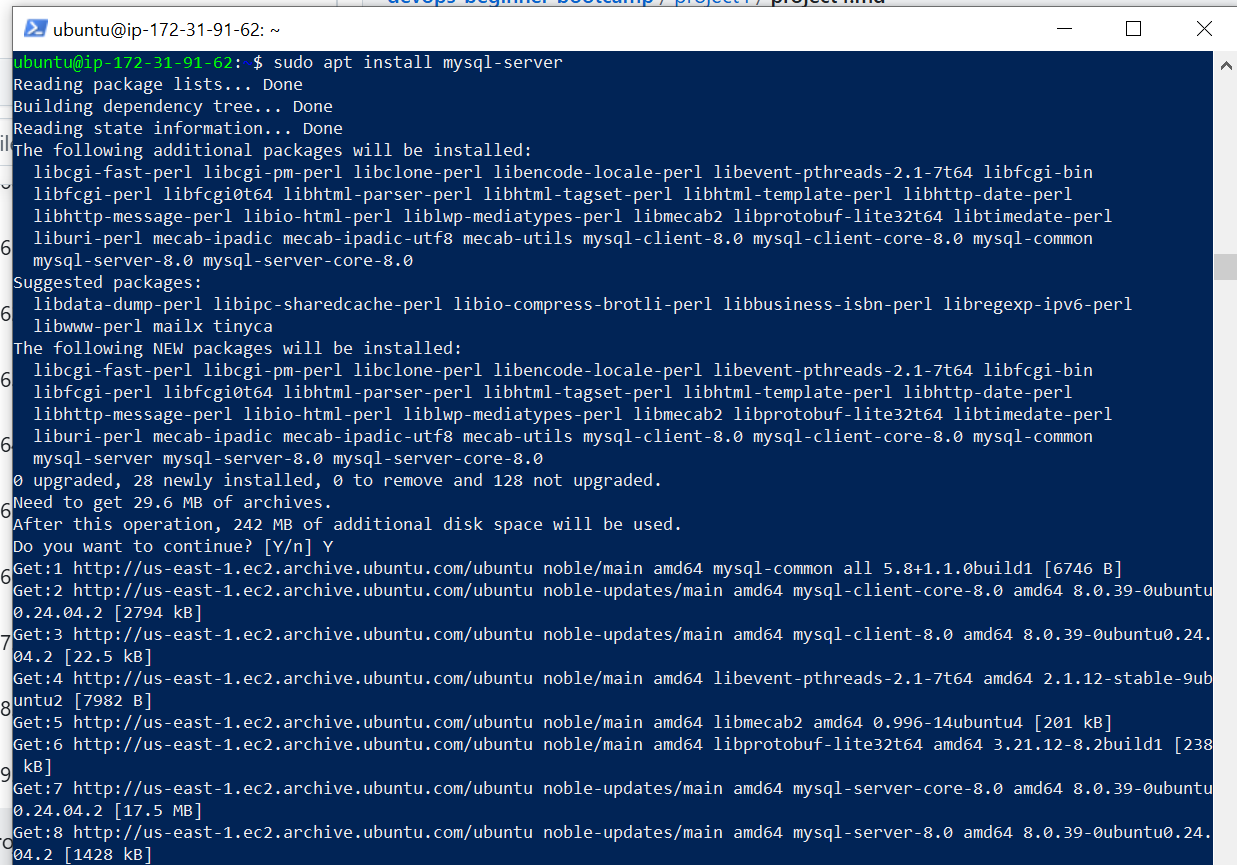 devops-beginner-bootcamp / project1 / project1.md
ubuntu@ip-172-31-91-62: ~
ubuntu@ip-172-31-91-62: $ sudo apt install mysql-server
Reading package lists... Done
Building dependency tree... Done
Reading state information... Done
The following additional packages will be installed:
  libcgi-fast-perl libcgi-pm-perl libclone-perl libencode-locale-perl libevent-pthreads-2.1-7t64 libfcgi-bin
  libfcgi-perl libfcgi0t64 libhtml-parser-perl libhtml-tagset-perl libhtml-template-perl libhttp-date-perl
  libhttp-message-perl libio-html-perl liblwp-mediatypes-perl libmecab2 libprotobuf-lite32t64 libtimedate-perl
  liburi-perl mecab-ipadic mecab-ipadic-utf8 mecab-utils mysql-client-8.0 mysql-client-core-8.0 mysql-common
  mysql-server-8.0 mysql-server-core-8.0
Suggested packages:
  libdata-dump-perl libipc-sharedcache-perl libio-compress-brotli-perl libbusiness-isbn-perl libregexp-ipv6-perl
  libwww-perl mailx tinyca
The following NEW packages will be installed:
  libcgi-fast-perl libcgi-pm-perl libclone-perl libencode-locale-perl libevent-pthreads-2.1-7t64 libfcgi-bin
  libfcgi-perl libfcgi0t64 libhtml-parser-perl libhtml-tagset-perl libhtml-template-perl libhttp-date-perl
  libhttp-message-perl libio-html-perl liblwp-mediatypes-perl libmecab2 libprotobuf-lite32t64 libtimedate-perl
  liburi-perl mecab-ipadic mecab-ipadic-utf8 mecab-utils mysql-client-8.0 mysql-client-core-8.0 mysql-common
  mysql-server mysql-server-8.0 mysql-server-core-8.0
0 upgraded, 28 newly installed, 0 to remove and 128 not upgraded.
Need to get 29.6 MB of archives.
After this operation, 242 MB of additional disk space will be used.
Do you want to continue? [Y/n] Y
Get:1 http://us-east-1.ec2.archive.ubuntu.com/ubuntu noble/main amd64 mysql-common all 5.8+1.1.0build1 [6746 B]
Get:2 http://us-east-1.ec2.archive.ubuntu.com/ubuntu noble-updates/main amd64 mysql-client-core-8.0 amd64 8.0.39-0ubuntu
0.24.04.2 [2794 kB]
Get:3 http://us-east-1.ec2.archive.ubuntu.com/ubuntu noble-updates/main amd64 mysql-client-8.0 amd64 8.0.39-0ubuntu0.24.
04.2 [22.5 kB]
Get:4 http://us-east-1.ec2.archive.ubuntu.com/ubuntu noble/main amd64 libevent-pthreads-2.1-7t64 amd64 2.1.12-stable-9ub
untu2 [7982 B]
Get:5 http://us-east-1.ec2.archive.ubuntu.com/ubuntu noble/main amd64 libmecab2 amd64 0.996-14ubuntu4 [201 kB]
Get:6 http://us-east-1.ec2.archive.ubuntu.com/ubuntu noble/main amd64 libprotobuf-lite32t64 amd64 3.21.12-8.2build1 [238
 kB]
Get:7 http://us-east-1.ec2.archive.ubuntu.com/ubuntu noble-updates/main amd64 mysql-server-core-8.0 amd64 8.0.39-0ubuntu
0.24.04.2 [17.5 MB]
Get:8 http://us-east-1.ec2.archive.ubuntu.com/ubuntu noble-updates/main amd64 mysql-server-8.0 amd64 8.0.39-0ubuntu0.24.
04.2 [1428 kB]